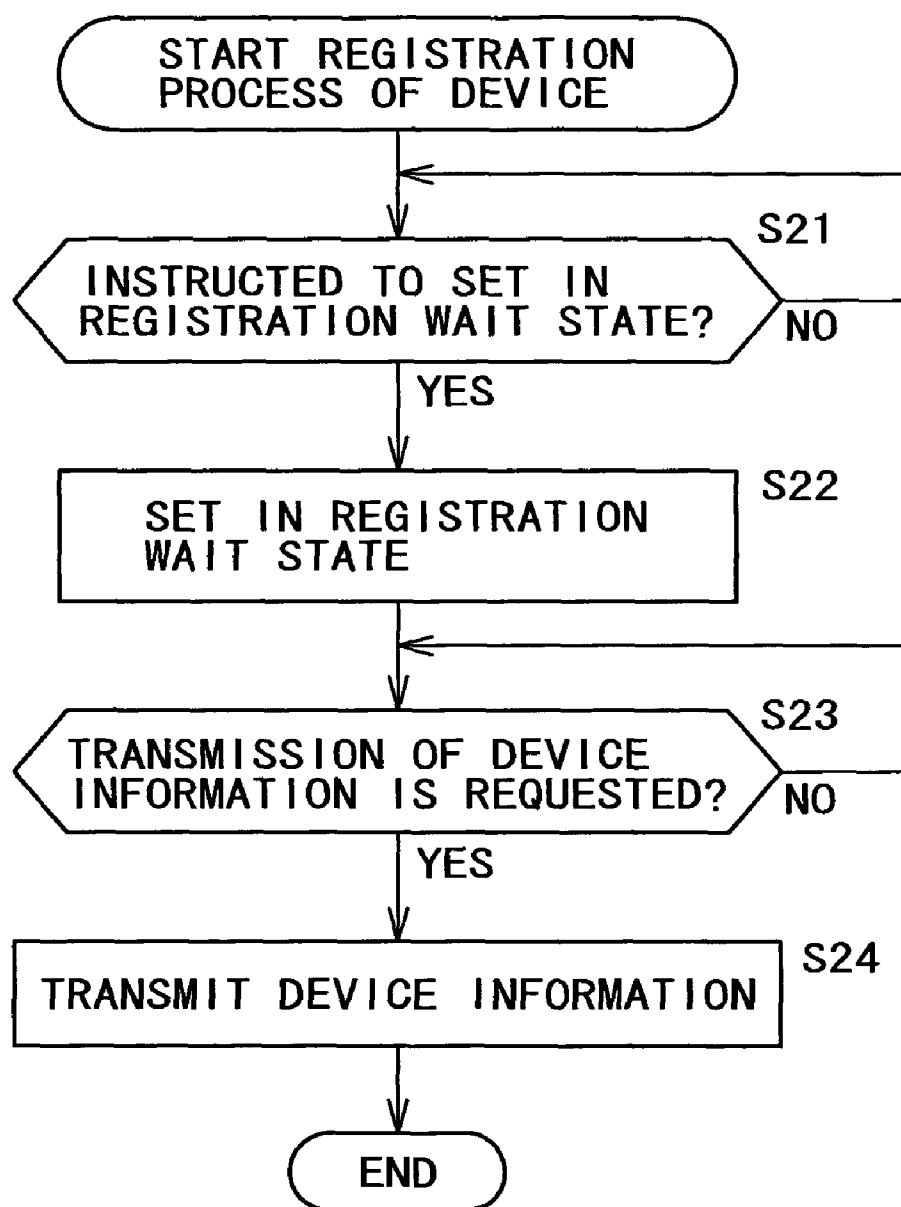 START REGISTRATION
PROCESS OF DEVICE
S21
INSTRUCTED TO SET IN
REGISTRATION WAIT STATE?
NO
YES
S22
SET IN REGISTRATION
WAIT STATE
S23
TRANSMISSION OF DEVICE
INFORMATION IS REQUESTED?
NO
YES
S24
TRANSMIT DEVICE INFORMATION
END